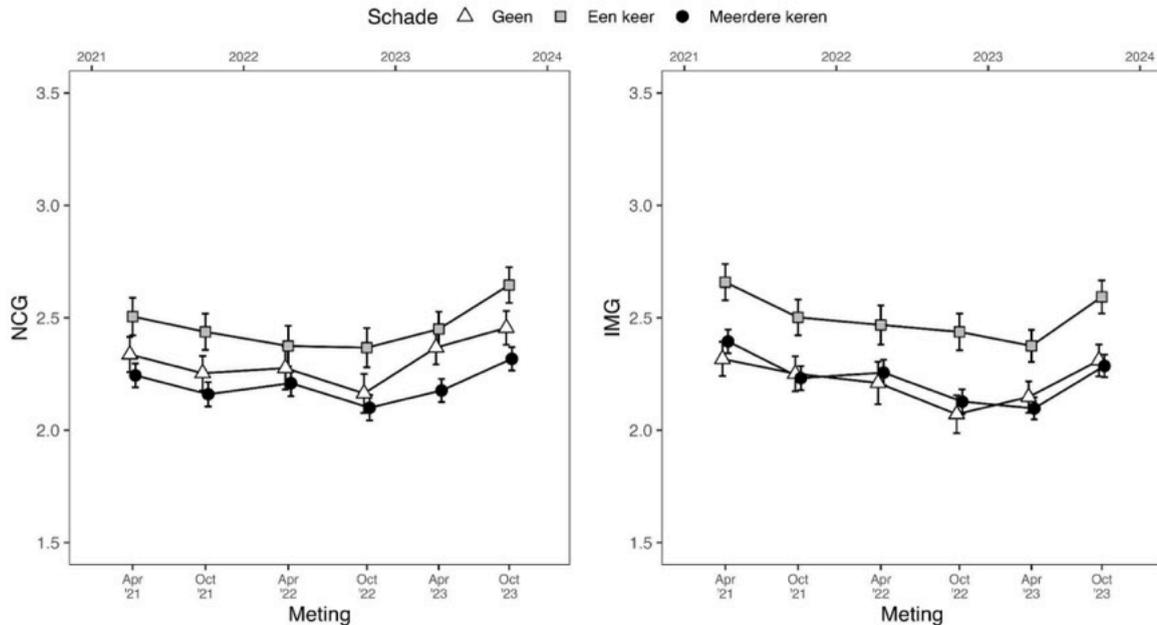 Schade Geen Een keer Meerdere keren
2021 2022 2023 2024
3.5
3.0
2.5
2.0
1.5
NCG
Apr '21 Oct '21 Apr '22 Oct '22 Apr '23 Oct '23
Meting
2021 2022 2023 2024
3.5
3.0
2.5
2.0
1.5
IMG
Apr '21 Oct '21 Apr '22 Oct '22 Apr '23 Oct '23
Meting